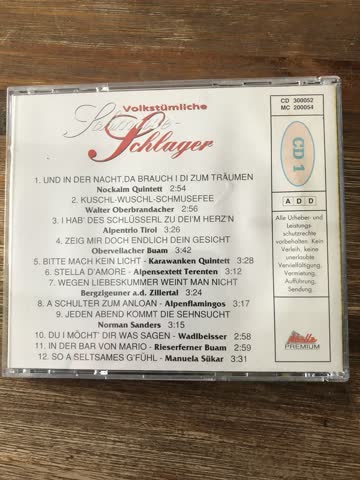 Volkstümliche
Schmuse-
Schlager
1. UND IN DER NACHT,DA BRAUCH I DI ZUM TRÄUMEN
Nockalm Quintett 2:54
2. KUSCHL-WUSCHL-SCHMUSEFEE
Walter Oberbrandacher 2:56
3. I HAB' DES SCHLÜSSERL ZU DEI'M HERZ'N
Alpentrio Tirol 3:26
4. ZEIG MIR DOCH ENDLICH DEIN GESICHT
Obervellacher Buam 3:42
5. BITTE MACH KEIN LICHT - Karawanken Quintett 3:28
6. STELLA D'AMORE - Alpensextett Terenten 3:12
7. WEGEN LIEBESKUMMER WEINT MAN NICHT
Bergzigeuner a.d. Zillertal 3:24
8. A SCHULTER ZUM ANLOAN - Alpenflamingos 3:12
9. JEDEN ABEND KOMMT DIE SEHNSUCHT
Norman Sanders 3:15
10. DU I MÖCHT' DIR WAS SAGEN - Wadlbeisser 2:58
11. IN DER BAR VON MARIO - Rieserferner Buam 2:59
12. SO A SELTSAMES G'FÜHL - Manuela Sükar 3:31
CD 300052
MC 200054
CD 1
A D D
Alle Urheber- und
Leistungs-
schutzrechte
vorbehalten. Kein
Verleih, keine
unerlaubte
Vervielfältigung,
Vermietung,
Aufführung,
Sendung
PREMIUM